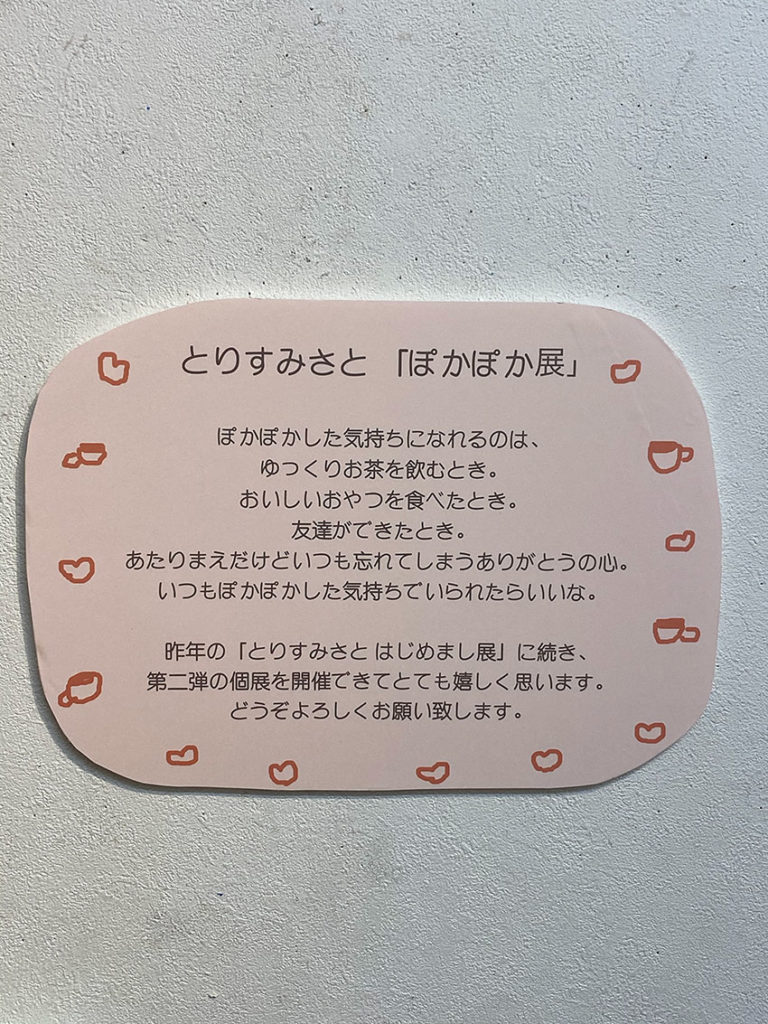 とりすみさと 「ぽかぽか展」
ぽかぽかした気持ちになれるのは、
ゆっくりお茶を飲むとき。
おいしいおやつを食べたとき。
友達ができたとき。
あたりまえだけどいつも忘れてしまうありがとうの心。
いつもぽかぽかした気持ちでいられたらいいな。
昨年の「とりすみさと はじめまし展」に続き、
第二弾の個展を開催できてとても嬉しく思います。
どうぞよろしくお願い致します。